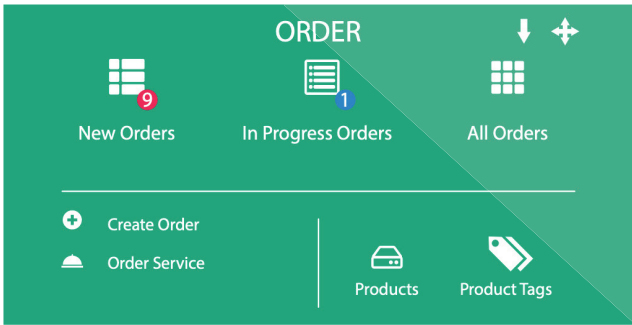 ORDER
9
1
New Orders
In Progress Orders
All Orders
Create Order
Order Service
Products
Product Tags